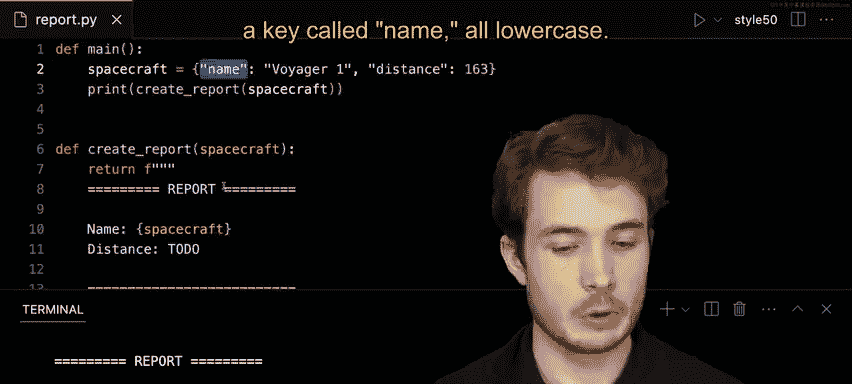 report.py
style50
a key called "name," all lowercase.
1 def main():
2     spacecraft = {"name": "Voyager 1", "distance": 163}
3     print(create_report(spacecraft))
4
5
6 def create_report(spacecraft):
7     return f"""
8     ========= REPORT =========
9
10     Name: {spacecraft}
11     Distance: TODO
12
13     ==========================
TERMINAL
========= REPORT =========